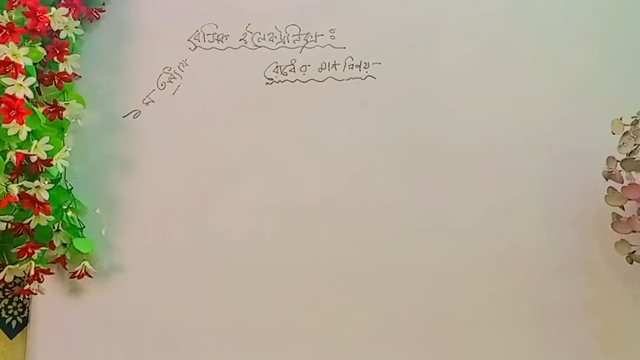 বেসিক ইলেকট্রনিক্স :
রোধের মান নির্ণয়-
১ম অধ্যায়